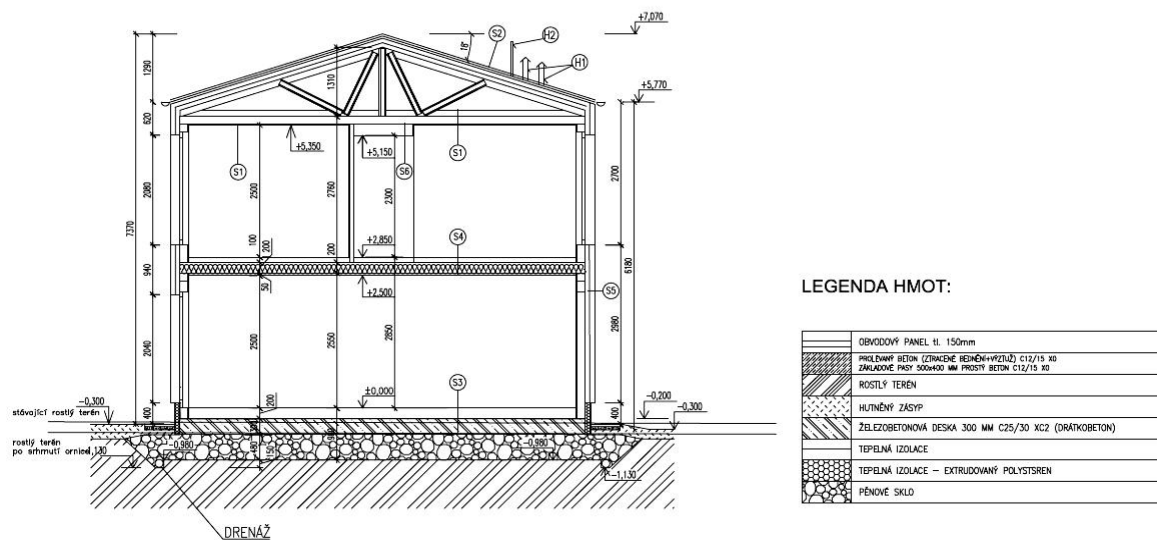 +7,070
S2
H2
18°
H1
1290
1310
+5,770
620
+5,350
+5,150
S1
S6
S1
2080
2500
2760
2300
2700
7370
100
200
200
+2,850
S4
6180
940
50
+2,500
S5
2040
2500
2550
2850
2980
±0,000
S3
200
400
400
-0,300
-0,200
-0,300
stávající rostlý terén
rostlý terén
po srhmutí ornice
-0,980
-0,980
480
150
-1,130
DRENÁŽ
LEGENDA HMOT:
OBVODOVÝ PANEL tl. 150mm
PROLEVANÝ BETON (ZTRACENÉ BEDNĚNÍ+VÝZTUŽ) C12/15 X0
ZÁKLADOVÉ PASY 500x400 MM PROSTÝ BETON C12/15 X0
ROSTLÝ TERÉN
HUTNĚNÝ ZÁSYP
ŽELEZOBETONOVÁ DESKA 300 MM C25/30 XC2 (DRÁTKOBETON)
TEPELNÁ IZOLACE
TEPELNÁ IZOLACE – EXTRUDOVANÝ POLYSTSREN
PĚNOVÉ SKLO